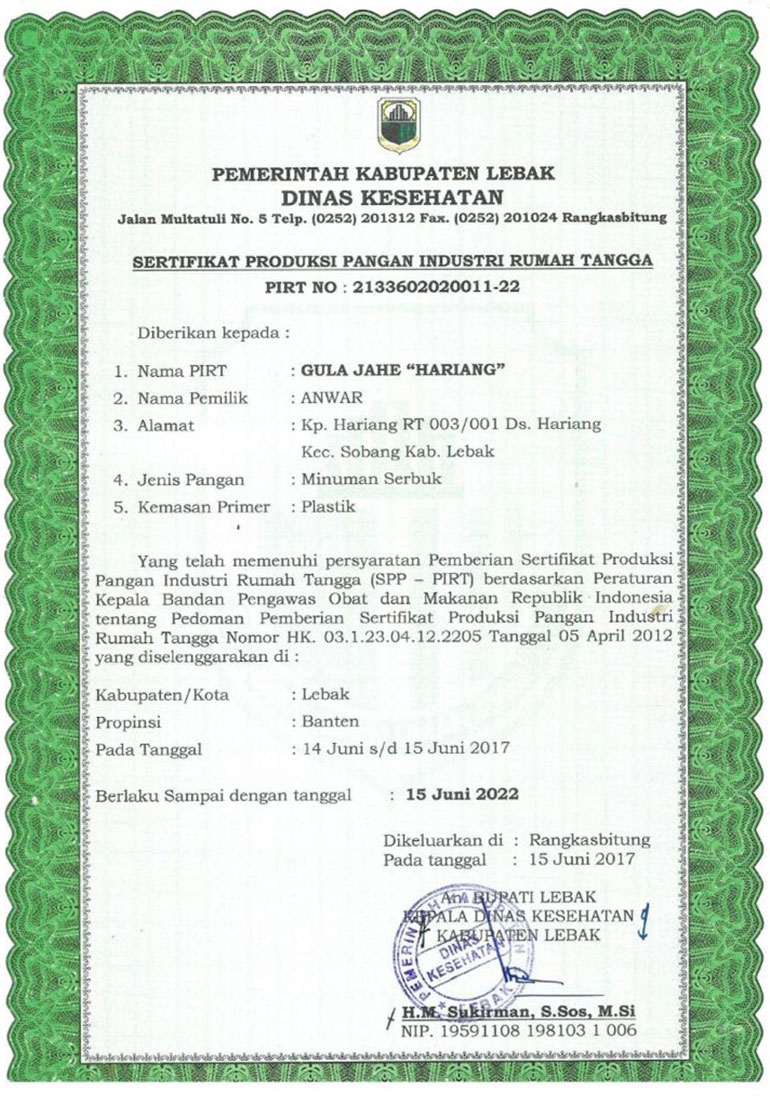 PEMERINTAH KABUPATEN LEBAK
DINAS KESEHATAN
Jalan Multatuli No. 5 Telp. (0252) 201312 Fax. (0252) 201024 Rangkasbitung
SERTIFIKAT PRODUKSI PANGAN INDUSTRI RUMAH TANGGA
PIRT NO : 2133602020011-22
Diberikan kepada :
1. Nama PIRT : GULA JAHE “HARIANG”
2. Nama Pemilik : ANWAR
3. Alamat : Kp. Hariang RT 003/001 Ds. Hariang
Kec. Sobang Kab. Lebak
4. Jenis Pangan : Minuman Serbuk
5. Kemasan Primer : Plastik
Yang telah memenuhi persyaratan Pemberian Sertifikat Produksi
Pangan Industri Rumah Tangga (SPP – PIRT) berdasarkan Peraturan
Kepala Bandan Pengawas Obat dan Makanan Republik Indonesia
tentang Pedoman Pemberian Sertifikat Produksi Pangan Industri
Rumah Tangga Nomor HK. 03.1.23.04.12.2205 Tanggal 05 April 2012
yang diselenggarakan di :
Kabupaten/Kota : Lebak
Propinsi : Banten
Pada Tanggal : 14 Juni s/d 15 Juni 2017
Berlaku Sampai dengan tanggal : 15 Juni 2022
Dikeluarkan di : Rangkasbitung
Pada tanggal : 15 Juni 2017
An. BUPATI LEBAK
KEPALA DINAS KESEHATAN
KABUPATEN LEBAK
PEMERINTAH KABUPATEN
DINAS
KESEHATAN
* LEBAK *
H.M. Sukirman, S.Sos, M.Si
NIP. 19591108 198103 1 006